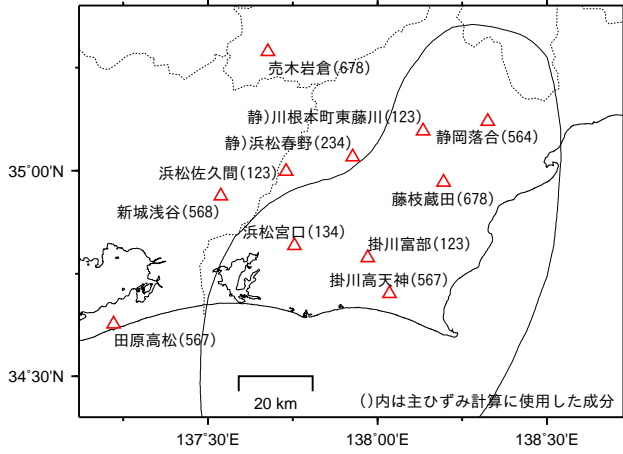 売木岩倉(678)
静)川根本町東藤川(123)
静岡落合(564)
静)浜松春野(234)
浜松佐久間(123)
35˚00'N
藤枝蔵田(678)
新城浅谷(568)
浜松宮口(134)
掛川富部(123)
掛川高天神(567)
田原高松(567)
34˚30'N
20 km
()内は主ひずみ計算に使用した成分
137˚30'E
138˚00'E
138˚30'E